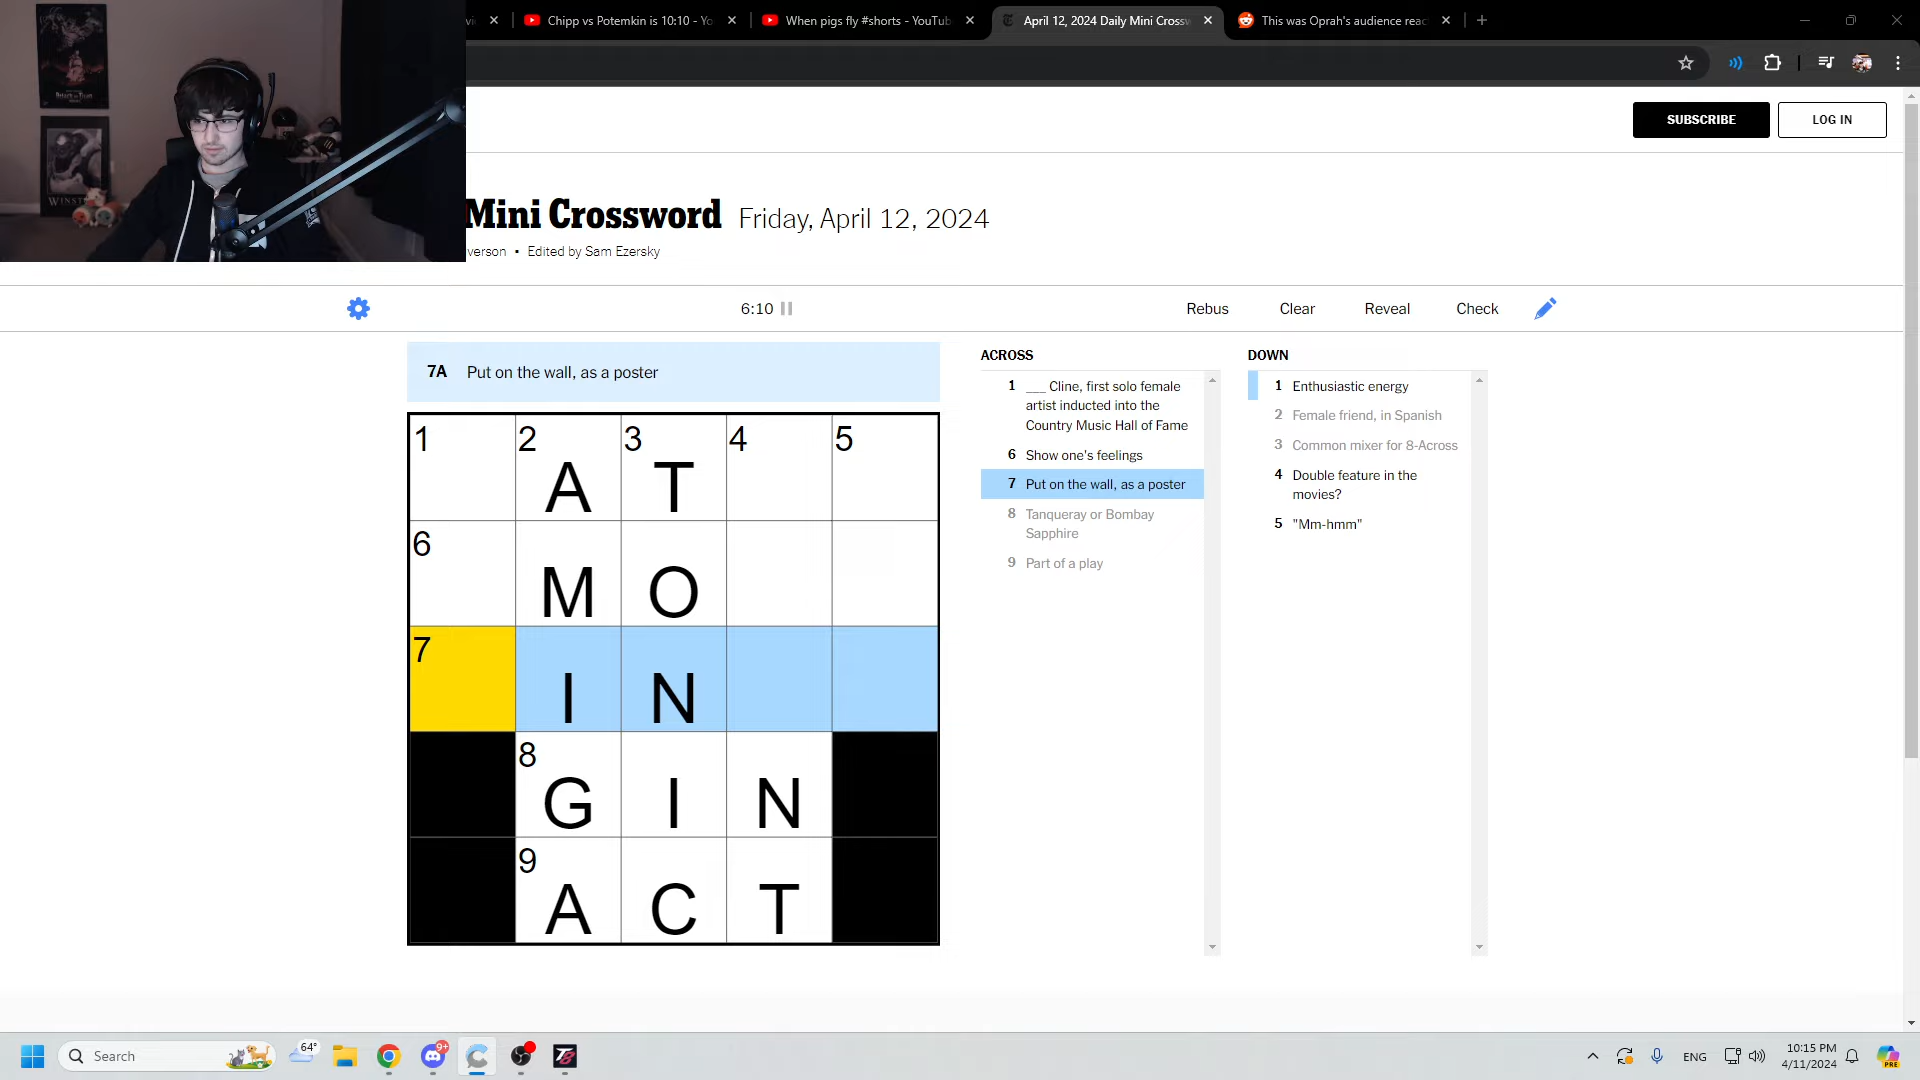 Chipp vs Potemkin is 10:10 - Yo
When pigs fly #shorts - YouTub
April 12, 2024 Daily Mini Crossw
This was Oprah's audience reac
SUBSCRIBE
LOG IN
Mini Crossword Friday, April 12, 2024
verson • Edited by Sam Ezersky
6:10
Rebus
Clear
Reveal
Check
7A Put on the wall, as a poster
1 2 3 4 5
A T
6
M O
7
I N
8
G I N
9
A C T
ACROSS
1 ___ Cline, first solo female
artist inducted into the
Country Music Hall of Fame
6 Show one's feelings
7 Put on the wall, as a poster
8 Tanqueray or Bombay
Sapphire
9 Part of a play
DOWN
1 Enthusiastic energy
2 Female friend, in Spanish
3 Common mixer for 8-Across
4 Double feature in the
movies?
5 "Mm-hmm"
Search
64°
9+
ENG
10:15 PM
4/11/2024
PRE